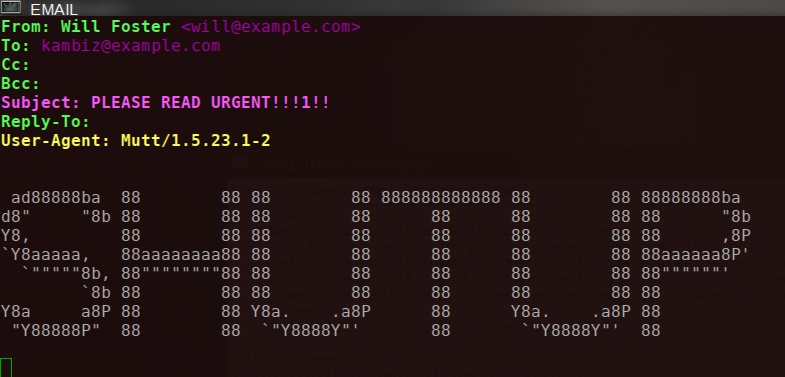 EMAIL
From: Will Foster <will@example.com>
To: kambiz@example.com
Cc:
Bcc:
Subject: PLEASE READ URGENT!!!1!!
Reply-To:
User-Agent: Mutt/1.5.23.1-2
 ad88888ba  88        88 88        88 888888888888 88        88 88888888ba
d8"     "8b 88        88 88        88      88      88        88 88      "8b
Y8,         88        88 88        88      88      88        88 88      ,8P
`Y8aaaaa,   88aaaaaaaa88 88        88      88      88        88 88aaaaaa8P'
  `"""""8b, 88""""""""88 88        88      88      88        88 88""""""'
        `8b 88        88 88        88      88      88        88 88
Y8a     a8P 88        88 Y8a.    .a8P      88      Y8a.    .a8P 88
 "Y88888P"  88        88  `"Y8888Y"'       88       `"Y8888Y"'  88